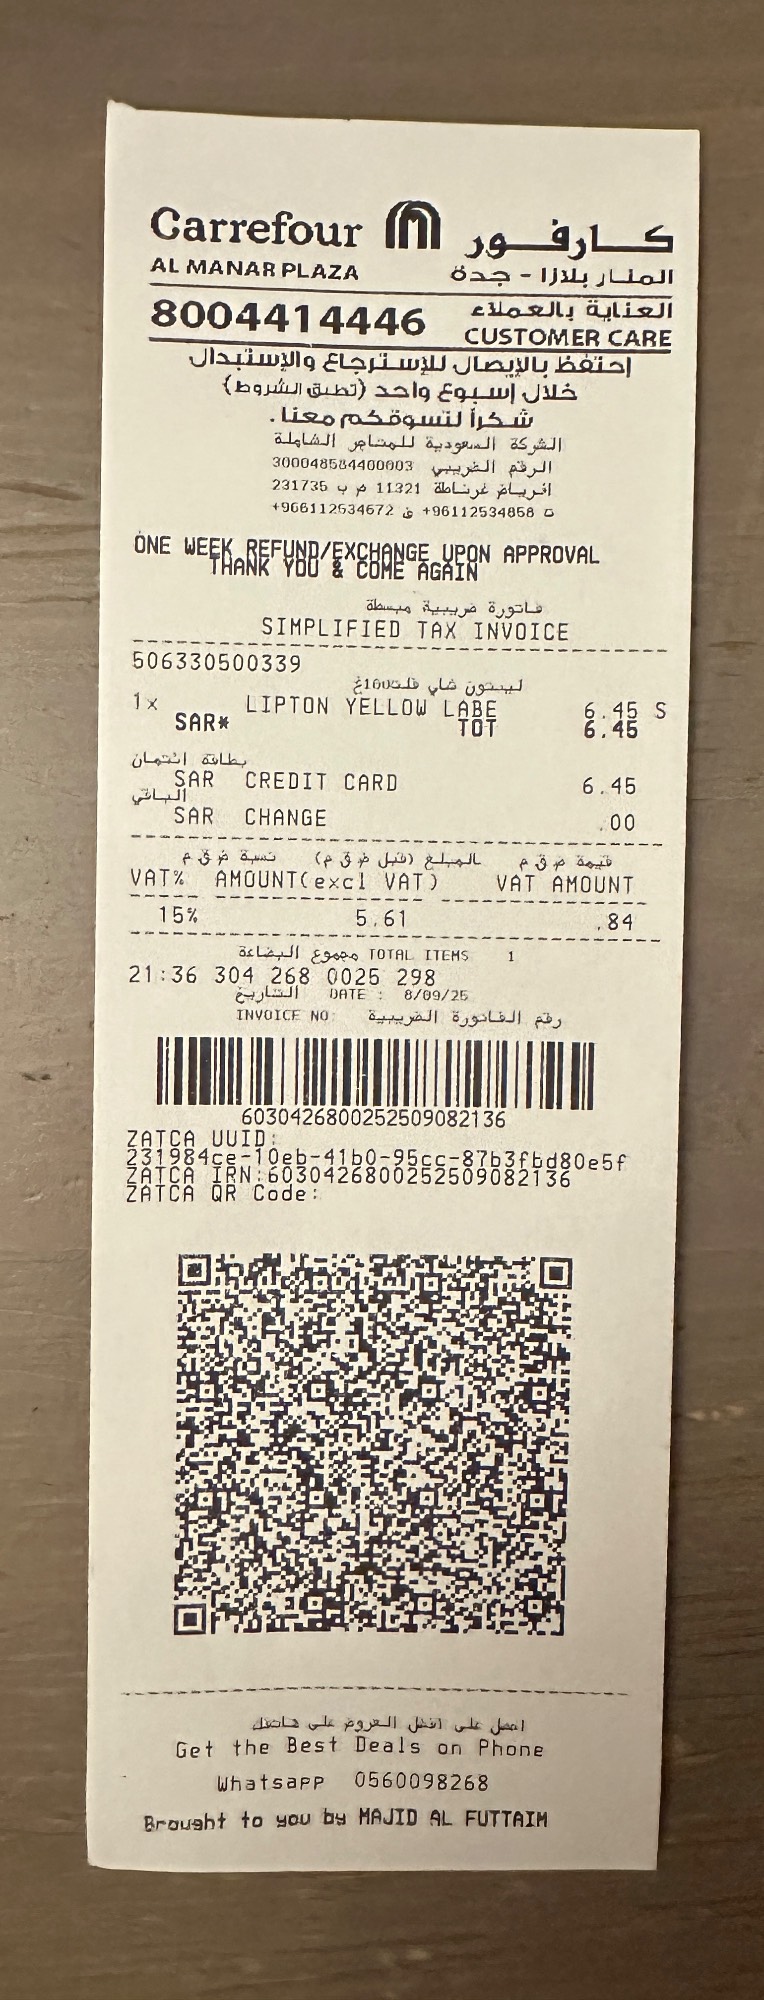 Carrefour كارفور
AL MANAR PLAZA المنار بلازا - جدة
8004414446 العناية بالعملاء
CUSTOMER CARE
إحتفظ بالإيصال للإسترجاع والإستبدال
خلال إسبوع واحد (تطبق الشروط)
شكراً لتسوقكم معنا.
الشركة السعودية للمتاجر الشاملة
الرقم الضريبي 300048584400003
الرياض غرناطة 11321 ص ب 231735
ت +96112534858 ف +966112534672
ONE WEEK REFUND/EXCHANGE UPON APPROVAL
THANK YOU & COME AGAIN
فاتورة ضريبية مبسطة
SIMPLIFIED TAX INVOICE
506330500339
ليبتون شاي فلت100غ
1x LIPTON YELLOW LABE 6.45 S
SAR* TOT 6.45
بطاقة ائتمان
SAR CREDIT CARD 6.45
الباقي
SAR CHANGE .00
نسبة ض ق م المبلغ (قبل ض ق م) قيمة ض ق م
VAT% AMOUNT(excl VAT) VAT AMOUNT
15% 5.61 .84
مجموع البضاعة TOTAL ITEMS 1
21:36 304 268 0025 298
التاريخ DATE : 8/09/25
INVOICE NO: رقم الفاتورة الضريبية
6030426800252509082136
ZATCA UUID:
231984ce-10eb-41b0-95cc-87b3fbd80e5f
ZATCA IRN:6030426800252509082136
ZATCA QR Code:
احصل على افضل العروض على هاتفك
Get the Best Deals on Phone
Whatsapp 0560098268
Brought to you by MAJID AL FUTTAIM